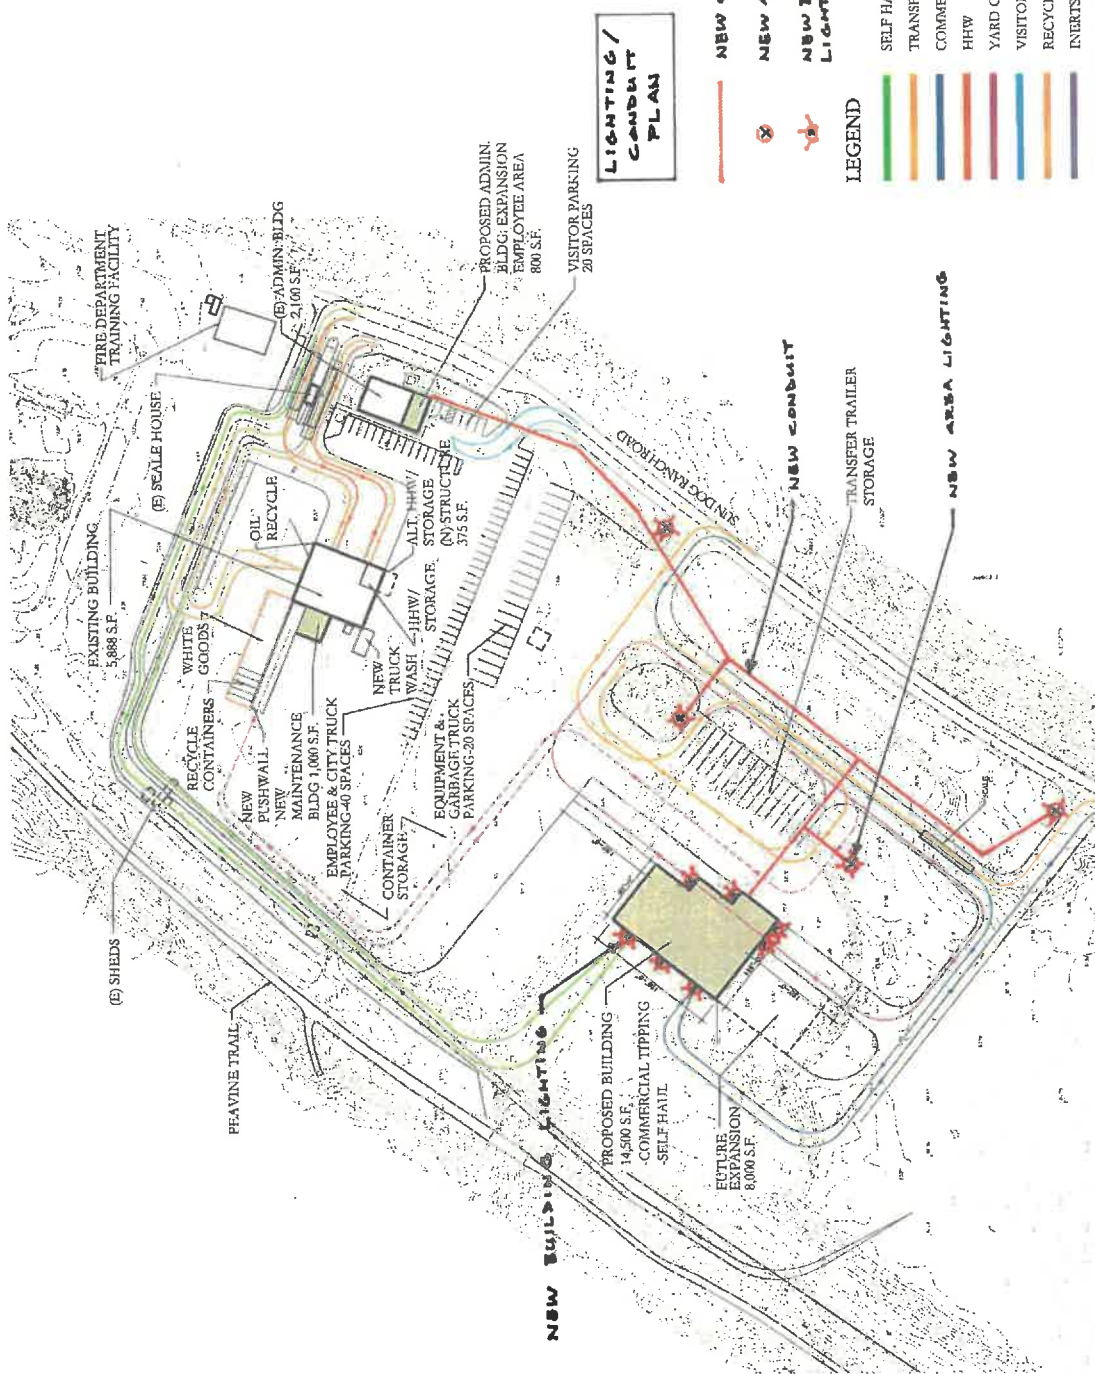 LIGHTING/
CONDUIT
PLAN
NEW
NEW
NEW
LIGHT
LEGEND
SELF HA
TRANSF
COMME
HHW
YARD
VISITOR
RECYC
INERTS
FIRE DEPARTMENT
TRAINING FACILITY
(E) ADMIN. BLDG
2,100 S.F.
PROPOSED ADMIN.
BLDG: EXPANSION
EMPLOYEE AREA
800 S.F.
VISITOR PARKING
20 SPACES
(E) SCALE HOUSE
EXISTING BUILDING
5,888 S.F.
OIL
RECYCLE
WHITE
GOODS
RECYCLE
CONTAINERS
NEW
PUSHWALL
NEW
MAINTENANCE
BLDG 1,000 S.F.
EMPLOYEE & CITY TRUCK
PARKING-40 SPACES
NEW
TRUCK
WASH
HHW/
STORAGE
ALT. HHW/
STORAGE
(N) STRUCTURE
375 S.F.
EQUIPMENT &
GARBAGE TRUCK
PARKING-20 SPACES
CONTAINER
STORAGE
(E) SHEDS
PEAVINE TRAIL
SUNDOG RANCH ROAD
NEW CONDUIT
TRANSFER TRAILER
STORAGE
NEW AREA LIGHTING
SCALE
NEW BUILDING LIGHTING
PROPOSED BUILDING
14,500 S.F.
-COMMERCIAL TIPPING
-SELF HAUL
FUTURE
EXPANSION
8,000 S.F.